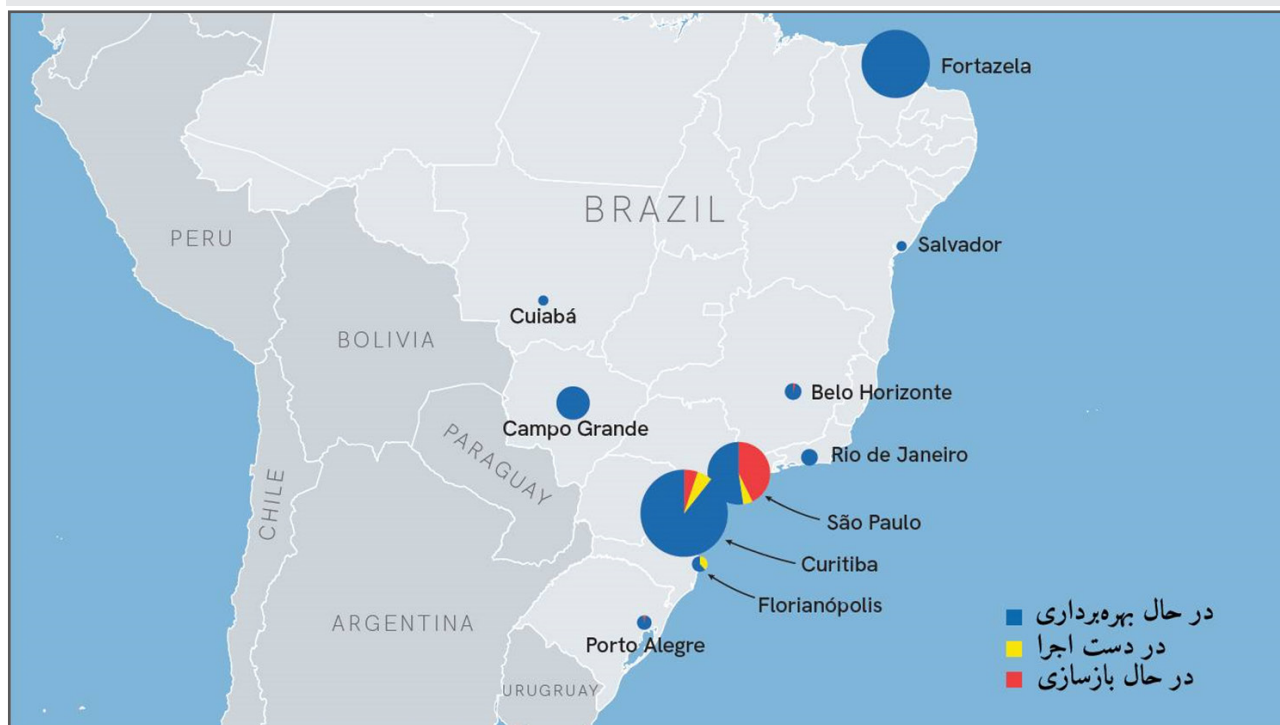 Fortazela
BRAZIL
PERU
Salvador
Cuiabá
BOLIVIA
Belo Horizonte
Campo Grande
PARAGUAY
Rio de Janeiro
CHILE
São Paulo
Curitiba
Florianópolis
ARGENTINA
Porto Alegre
URUGRUAY
در حال بهره‌برداری
در دست اجرا
در حال بازسازی